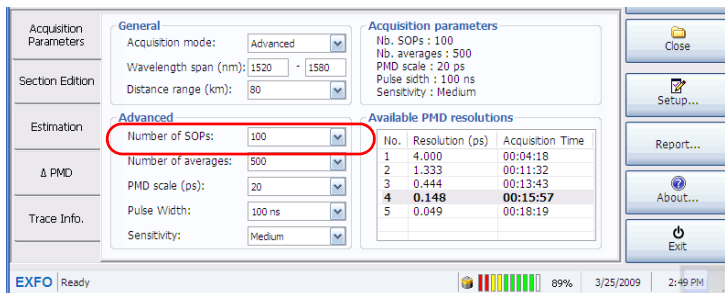 Acquisition
Parameters
Section Edition
Estimation
Δ PMD
Trace Info.
General
Acquisition mode: Advanced
Wavelength span (nm): 1520 - 1580
Distance range (km): 80
Advanced
Number of SOPs: 100
Number of averages: 500
PMD scale (ps): 20
Pulse Width: 100 ns
Sensitivity: Medium
Acquisition parameters
Nb. SOPs : 100
Nb. averages : 500
PMD scale : 20 ps
Pulse sidth : 100 ns
Sensitivity : Medium
Available PMD resolutions
No. Resolution (ps) Acquisition Time
1 4.000 00:04:18
2 1.333 00:11:32
3 0.444 00:13:43
4 0.148 00:15:57
5 0.049 00:18:19
Close
Setup...
Report...
About...
Exit
EXFO Ready 89% 3/25/2009 2:49 PM